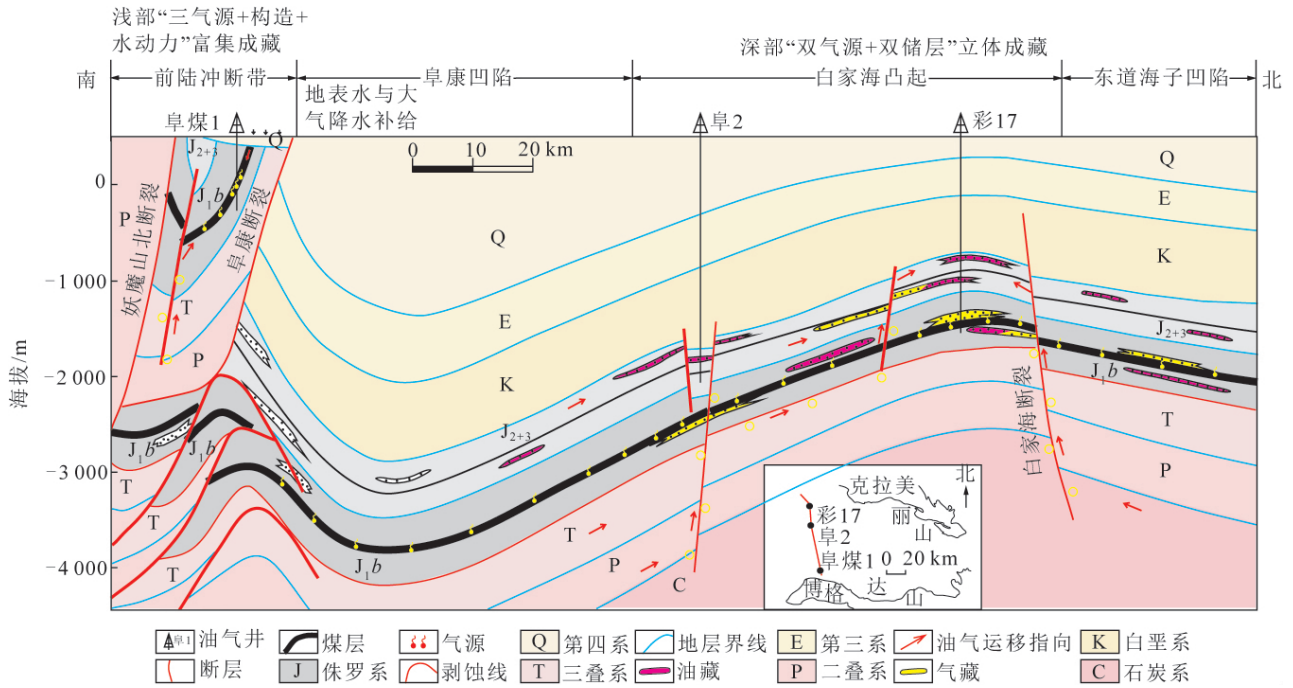 浅部“三气源+构造+
水动力”富集成藏
深部“双气源+双储层”立体成藏
南
前陆冲断带
阜康凹陷
白家海凸起
东道海子凹陷
北
地表水与大
气降水补给
阜煤1
阜2
彩17
0 10 20 km
Q
J2+3
J1b
P
T
P
妖魔山北断裂
阜康断裂
海拔/m
0
-1 000
-2 000
-3 000
-4 000
Q
E
K
J2+3
J1b
T
P
C
J1b
J1b
T
T
T
Q
E
K
J2+3
J1b
T
P
白家海断裂
北
克拉美
丽
山
彩17
阜2
阜煤1
0 20 km
博格
达
山
阜1 油气井
煤层
气源
Q 第四系
地层界线
E 第三系
油气运移指向
K 白垩系
断层
J 侏罗系
剥蚀线
T 三叠系
油藏
P 二叠系
气藏
C 石炭系